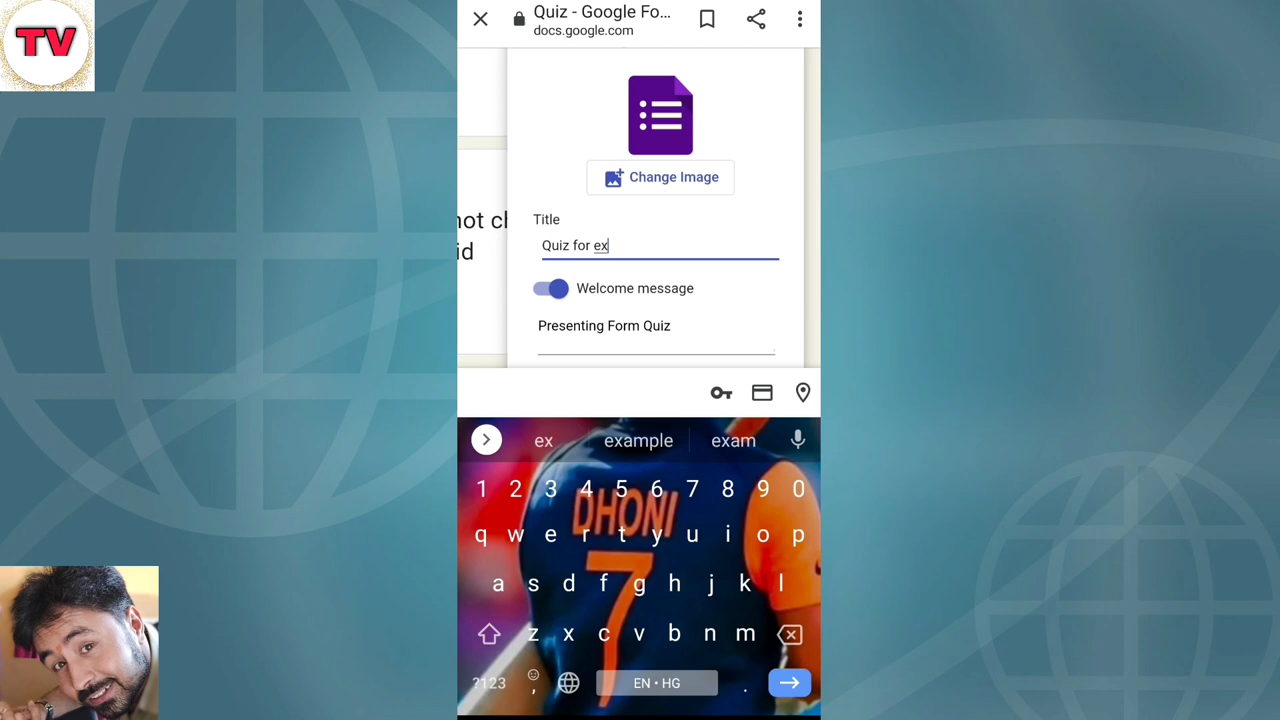 TV
Quiz - Google Fo...
docs.google.com
Change Image
Title
Quiz for ex
Welcome message
Presenting Form Quiz
not ch
id
ex example exam
1 2 3 4 5 6 7 8 9 0
q w e r t y u i o p
a s d f g h j k l
z x c v b n m
?123 , EN • HG .
DHONI
7